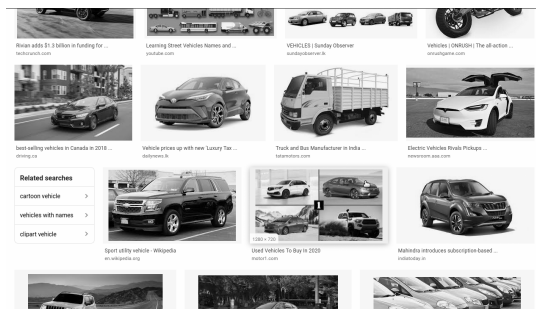 Rivian adds $1.3 billion in funding for ...
techcrunch.com
Learning Street Vehicles Names and ...
youtube.com
VEHICLES | Sunday Observer
sundayobserver.lk
Vehicles | ONRUSH | The all-action ...
onrushgame.com
best-selling vehicles in Canada in 2018 ...
driving.ca
Vehicle prices up with new 'Luxury Tax ...
dailynews.lk
Truck and Bus Manufacturer in India ...
tatamotors.com
Electric Vehicles Rivals Pickups ...
newsroom.aaa.com
Related searches
cartoon vehicle
vehicles with names
clipart vehicle
Sport utility vehicle - Wikipedia
en.wikipedia.org
1280 × 720
Used Vehicles To Buy In 2020
motor1.com
Mahindra introduces subscription-based ...
indiatoday.in